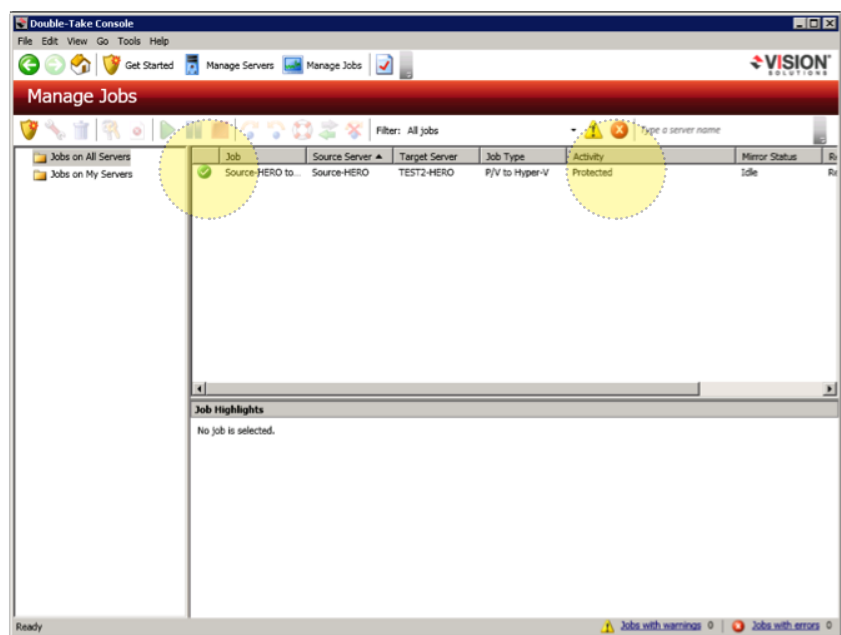 Double-Take Console
File Edit View Go Tools Help
Get Started Manage Servers Manage Jobs
VISION
SOLUTIONS
Manage Jobs
Filter: All jobs Type a server name
Jobs on All Servers
Jobs on My Servers
Job Source Server Target Server Job Type Activity Mirror Status
Source-HERO to... Source-HERO TEST2-HERO P/V to Hyper-V Protected Idle
Job Highlights
No job is selected.
Ready Jobs with warnings 0 Jobs with errors 0